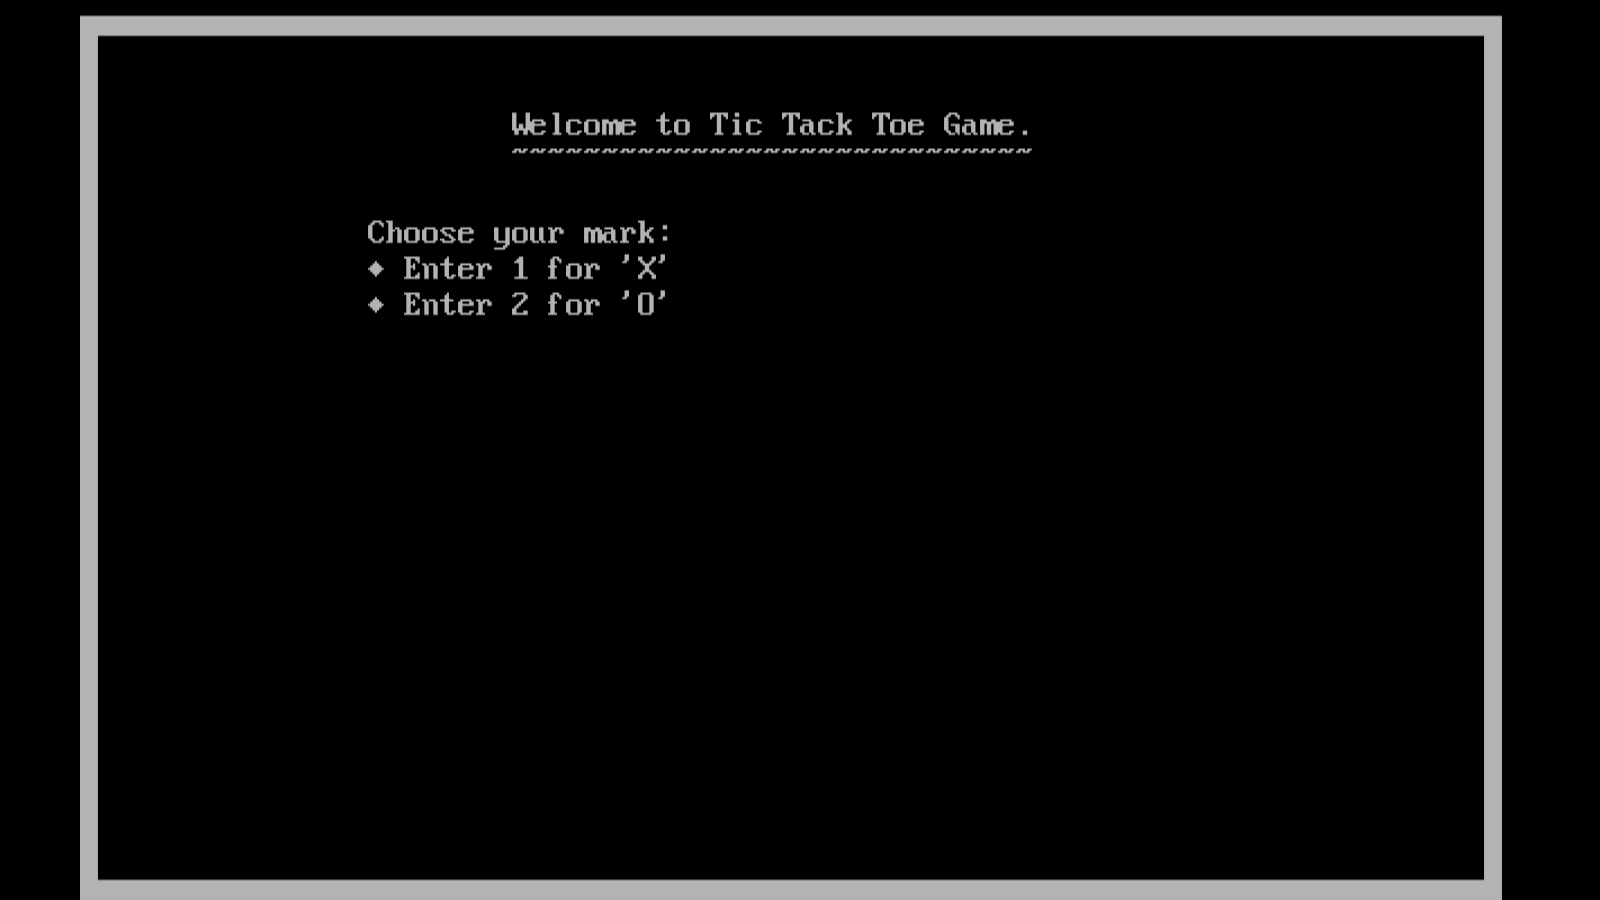 Welcome to Tic Tack Toe Game.
~~~~~~~~~~~~~~~~~~~~~~~~~~~~~
Choose your mark:
♦ Enter 1 for 'X'
♦ Enter 2 for 'O'